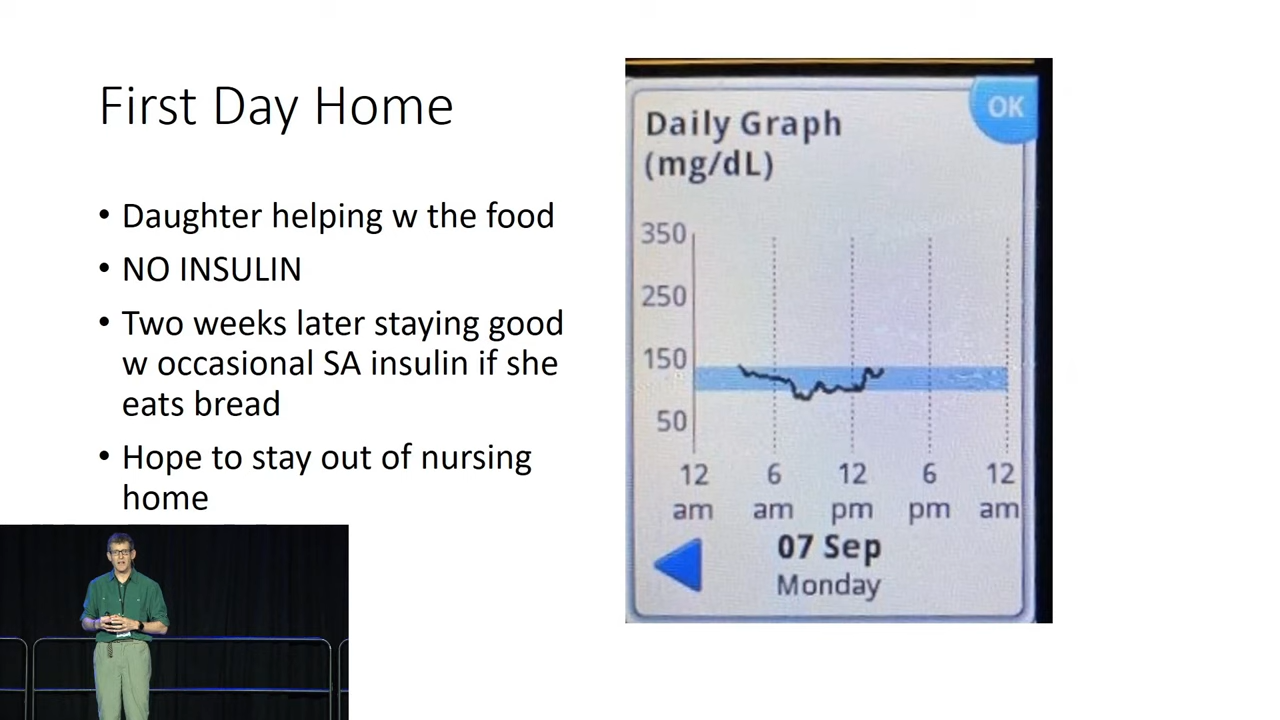 First Day Home
• Daughter helping w the food
• NO INSULIN
• Two weeks later staying good
w occasional SA insulin if she
eats bread
• Hope to stay out of nursing
home
OK
Daily Graph
(mg/dL)
350
250
150
50
12 6 12 6 12
am am pm pm am
07 Sep
Monday